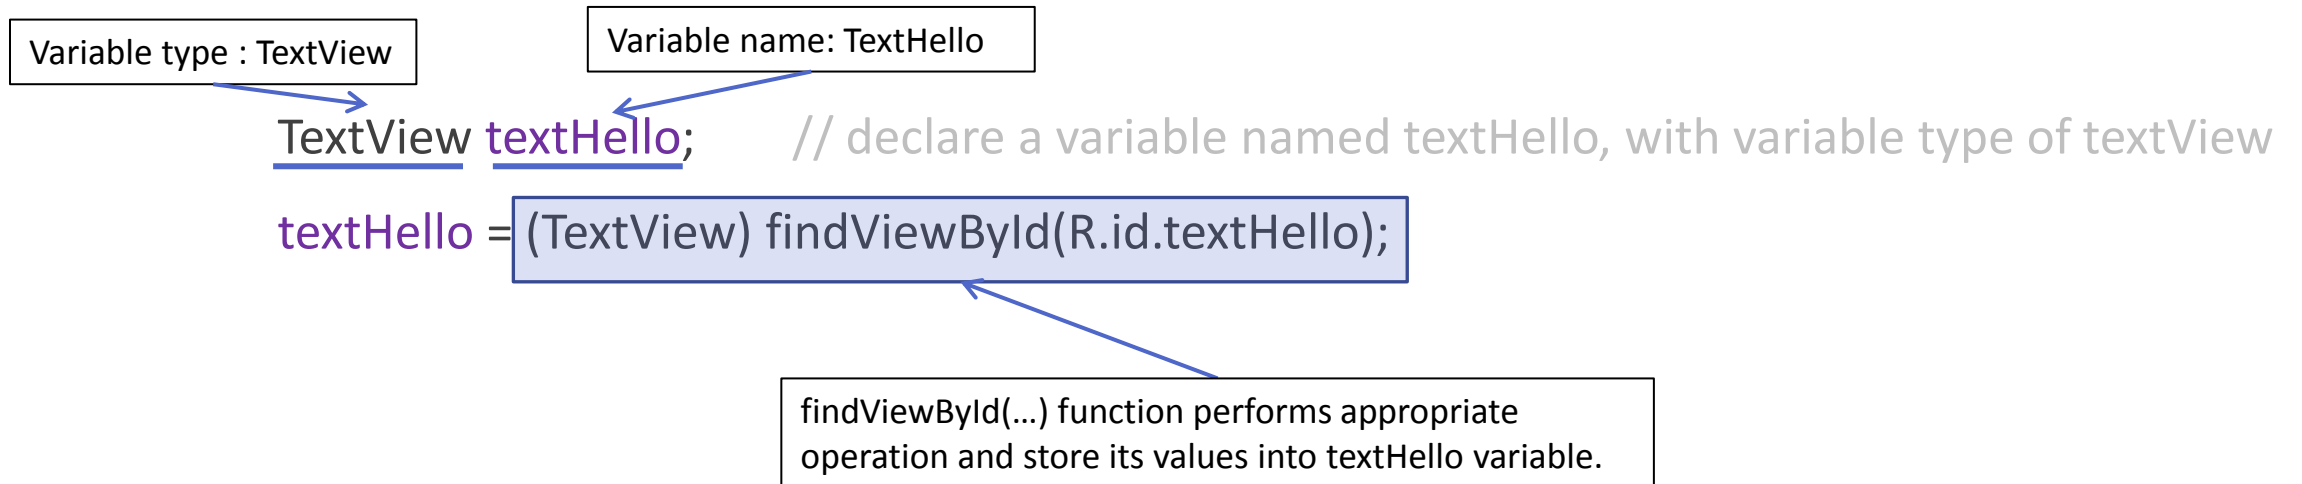 Variable type : TextView
Variable name: TextHello
TextView textHello; // declare a variable named textHello, with variable type of textView
textHello = (TextView) findViewById(R.id.textHello);
findViewById(…) function performs appropriate
operation and store its values into textHello variable.